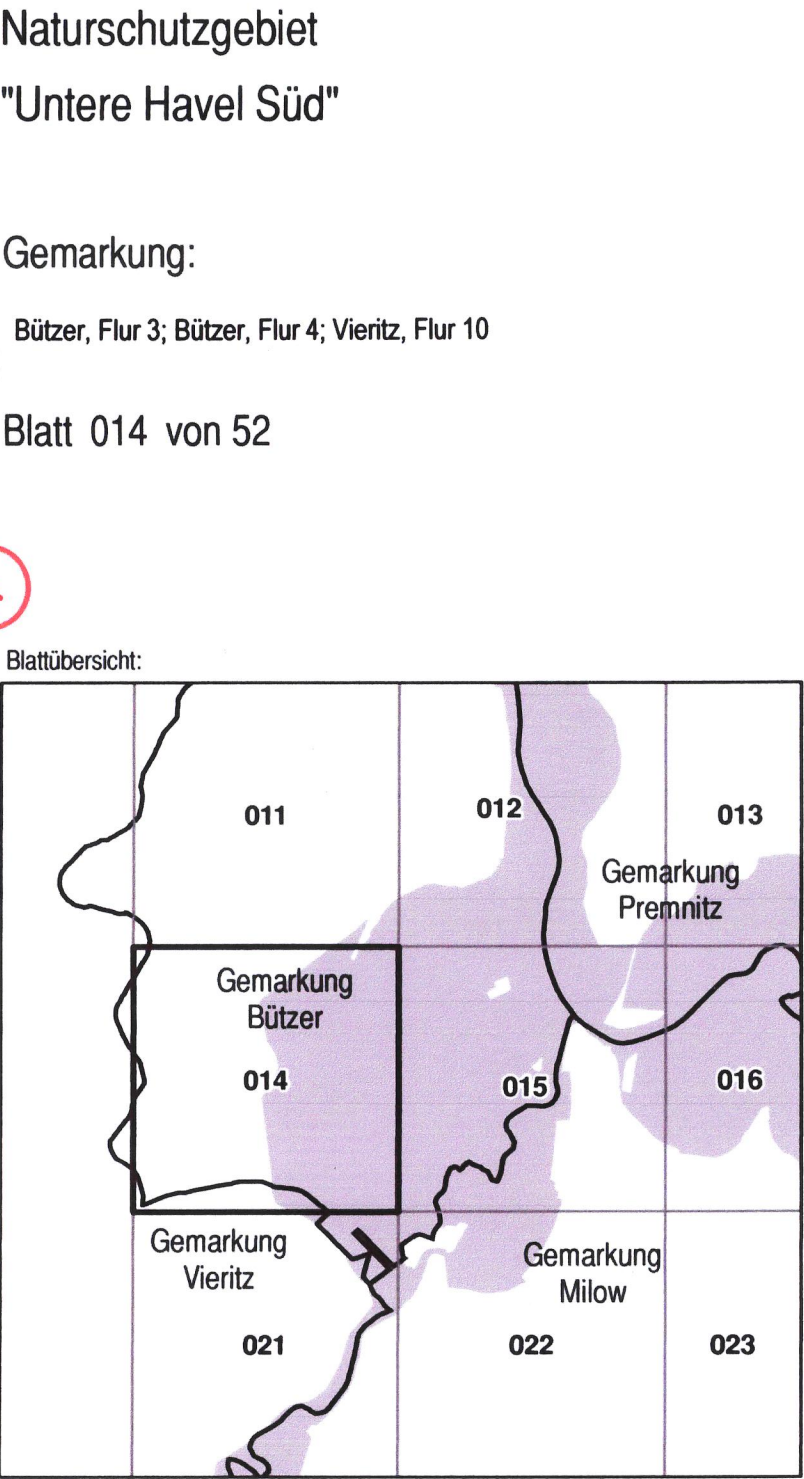 Naturschutzgebiet
"Untere Havel Süd"
Gemarkung:
Bützer, Flur 3; Bützer, Flur 4; Vieritz, Flur 10
Blatt 014 von 52
Blattübersicht:
011
012
013
Gemarkung
Premnitz
Gemarkung
Bützer
014
015
016
Gemarkung
Vieritz
Gemarkung
Milow
021
022
023